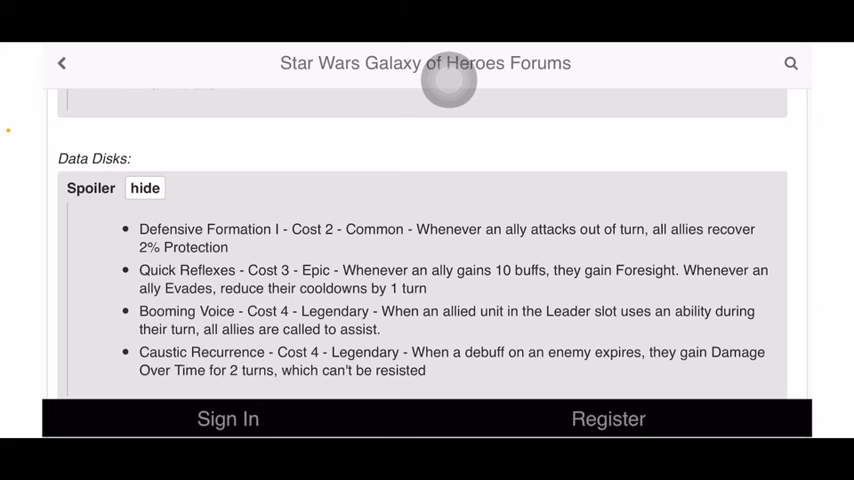 Star Wars Galaxy of Heroes Forums
Data Disks:
Spoiler hide
Defensive Formation I - Cost 2 - Common - Whenever an ally attacks out of turn, all allies recover
2% Protection
Quick Reflexes - Cost 3 - Epic - Whenever an ally gains 10 buffs, they gain Foresight. Whenever an
ally Evades, reduce their cooldowns by 1 turn
Booming Voice - Cost 4 - Legendary - When an allied unit in the Leader slot uses an ability during
their turn, all allies are called to assist.
Caustic Recurrence - Cost 4 - Legendary - When a debuff on an enemy expires, they gain Damage
Over Time for 2 turns, which can't be resisted
Sign In Register